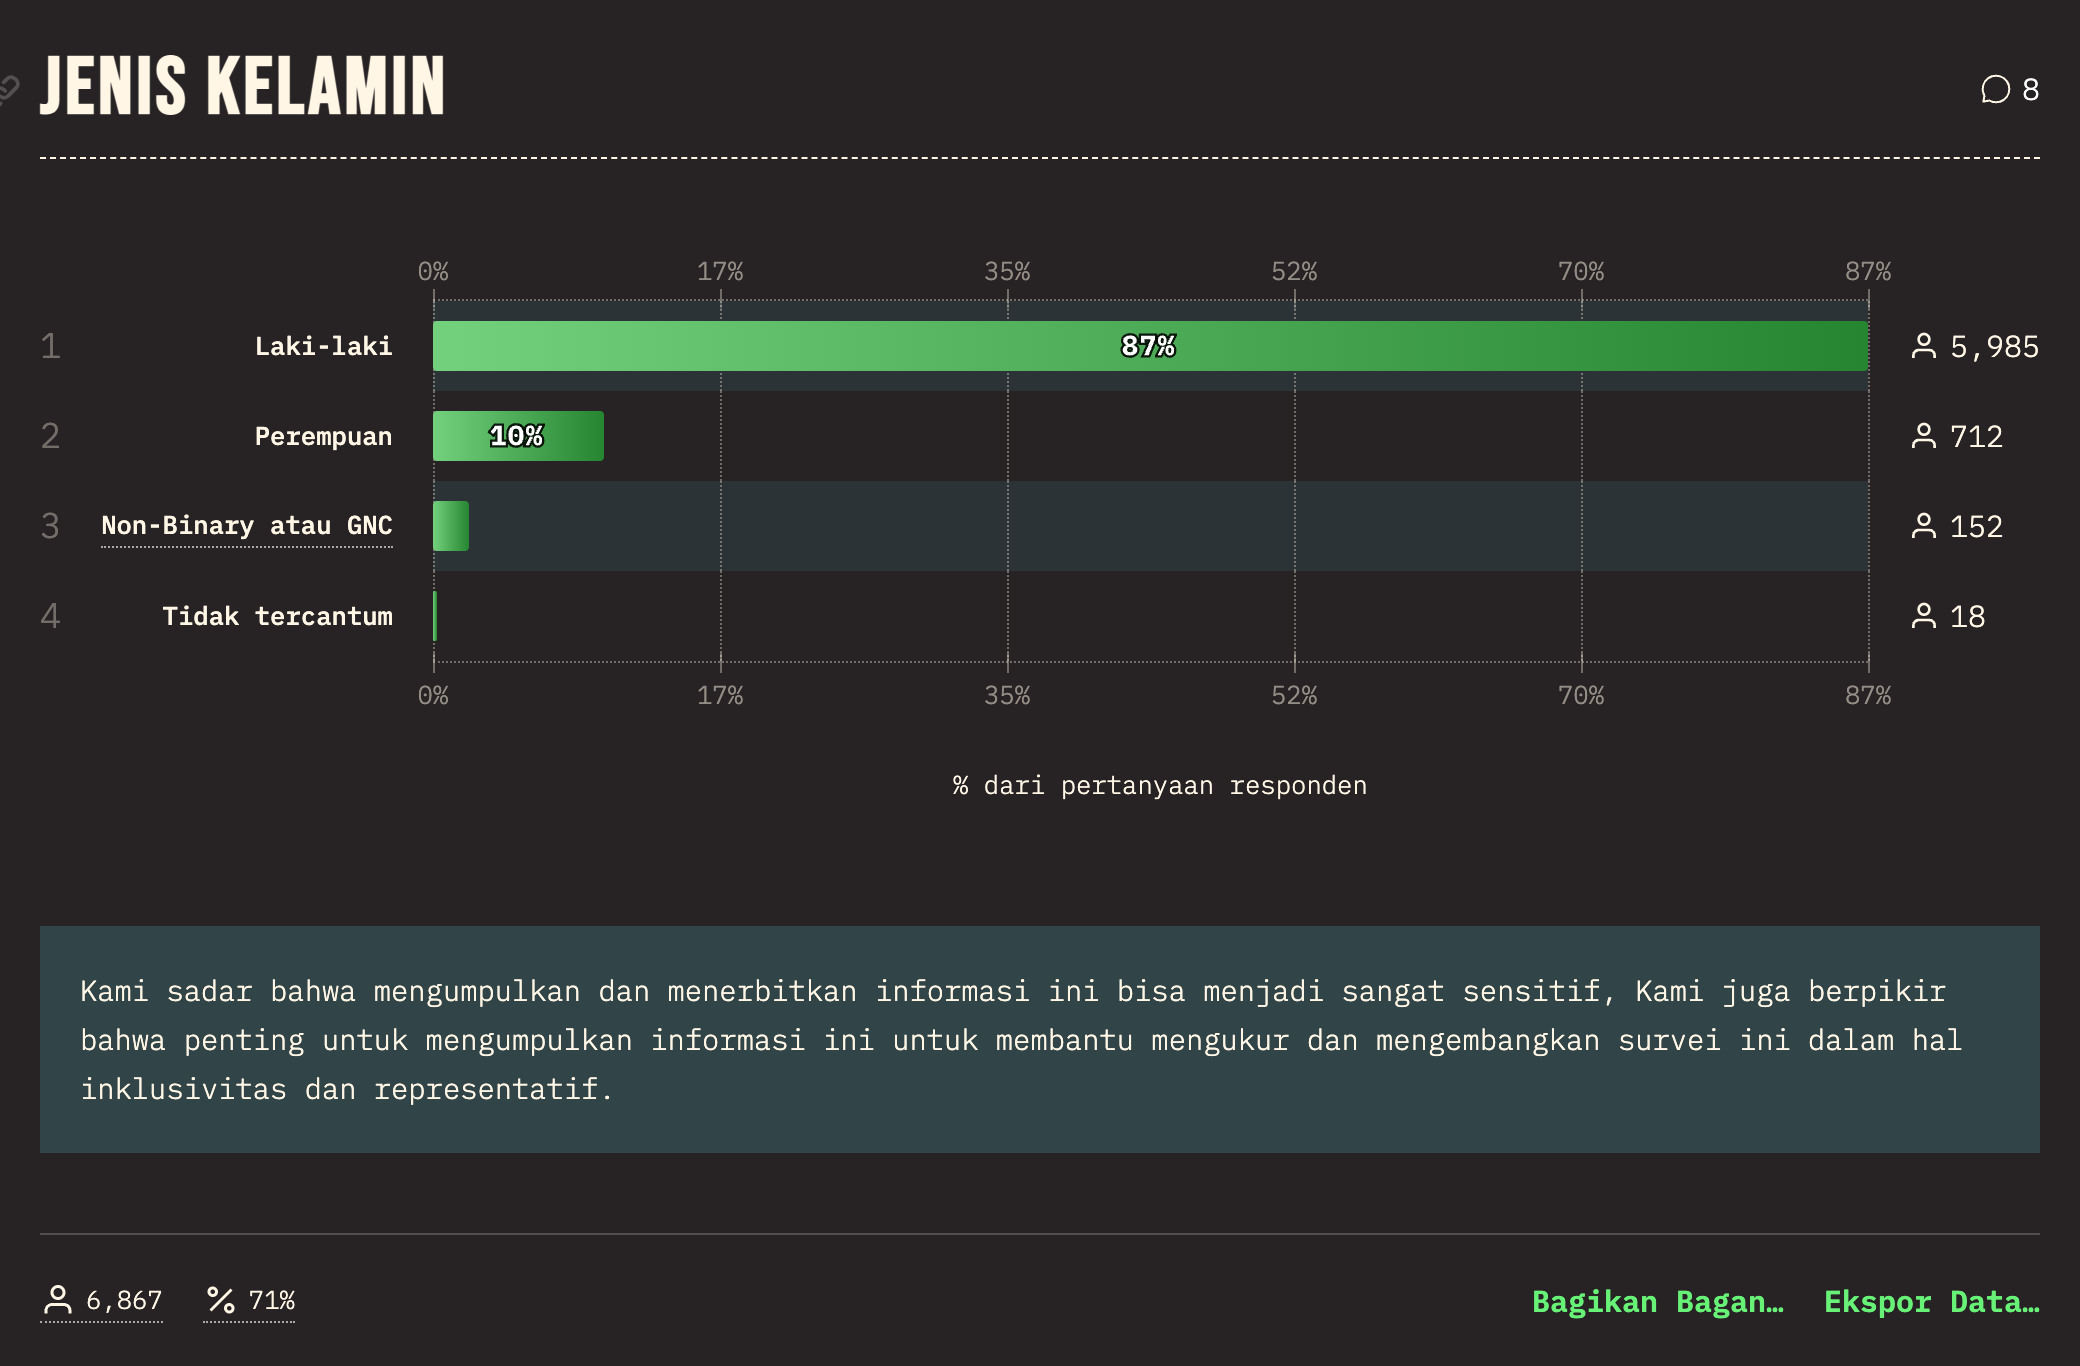 JENIS KELAMIN
8
0% 17% 35% 52% 70% 87%
1 Laki-laki 87% 5,985
2 Perempuan 10% 712
3 Non-Binary atau GNC 152
4 Tidak tercantum 18
0% 17% 35% 52% 70% 87%
% dari pertanyaan responden
Kami sadar bahwa mengumpulkan dan menerbitkan informasi ini bisa menjadi sangat sensitif, Kami juga berpikir
bahwa penting untuk mengumpulkan informasi ini untuk membantu mengukur dan mengembangkan survei ini dalam hal
inklusivitas dan representatif.
6,867 % 71% Bagikan Bagan… Ekspor Data…